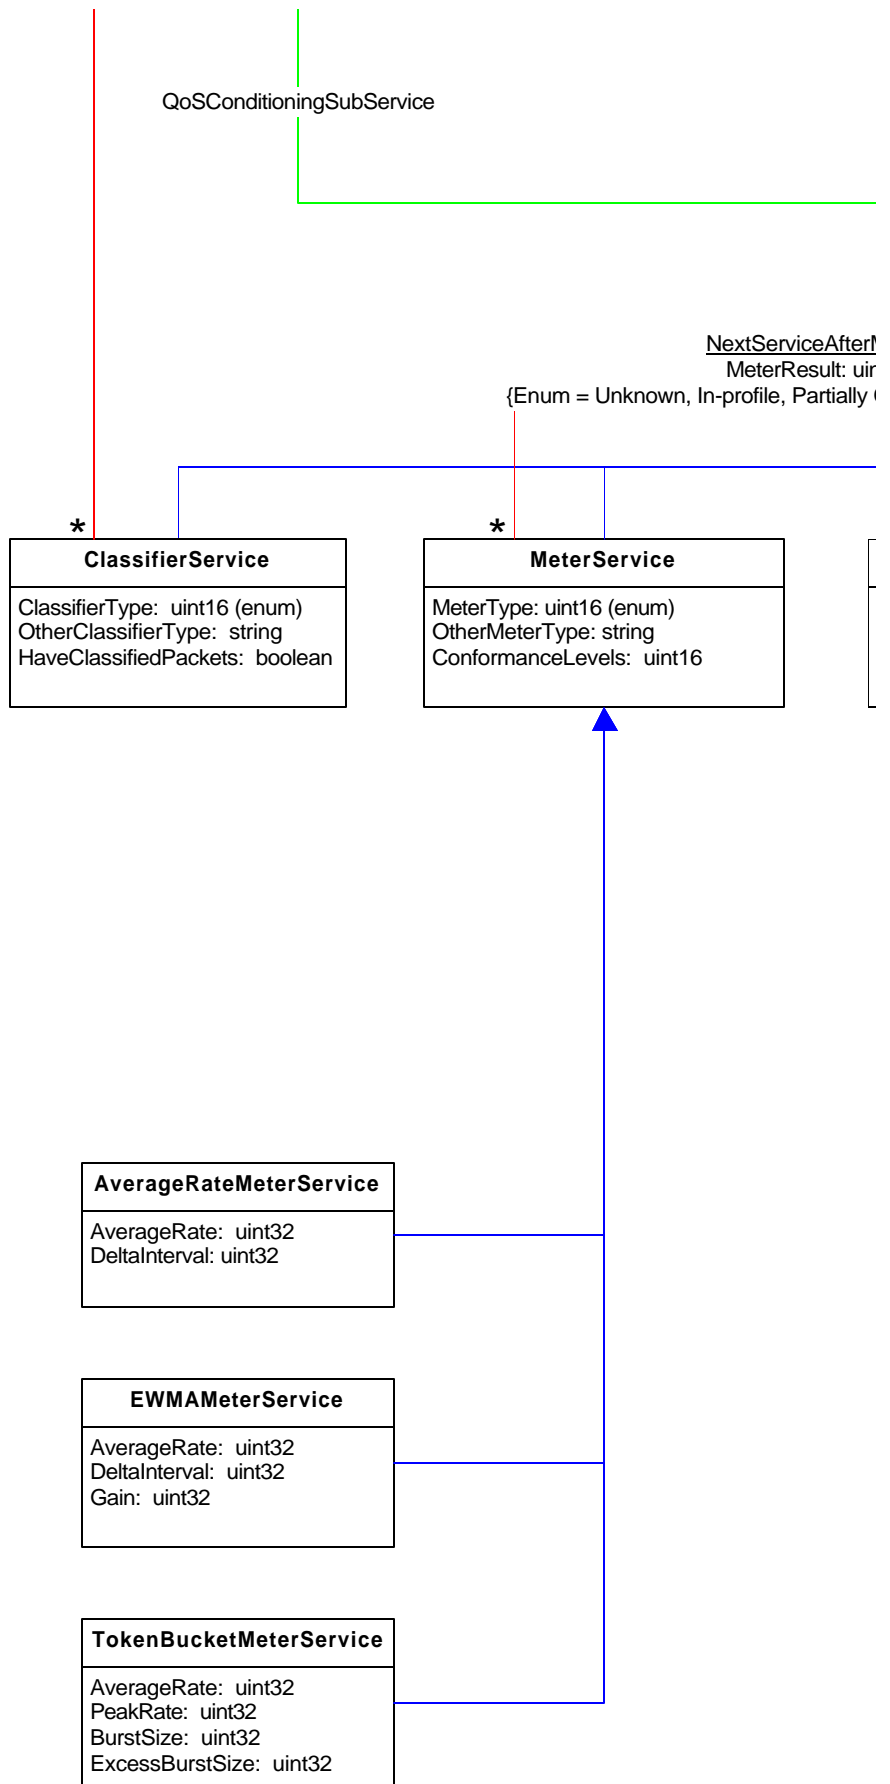 QoSConditioningSubService
NextServiceAfter
MeterResult:
{Enum = Unknown, In-profile, Partially
*
*
ClassifierService
ClassifierType: uint16 (enum)
OtherClassifierType: string
HaveClassifiedPackets: boolean
MeterService
MeterType: uint16 (enum)
OtherMeterType: string
ConformanceLevels: uint16
AverageRateMeterService
AverageRate: uint32
DeltaInterval: uint32
EWMAMeterService
AverageRate: uint32
DeltaInterval: uint32
Gain: uint32
TokenBucketMeterService
AverageRate: uint32
PeakRate: uint32
BurstSize: uint32
ExcessBurstSize: uint32